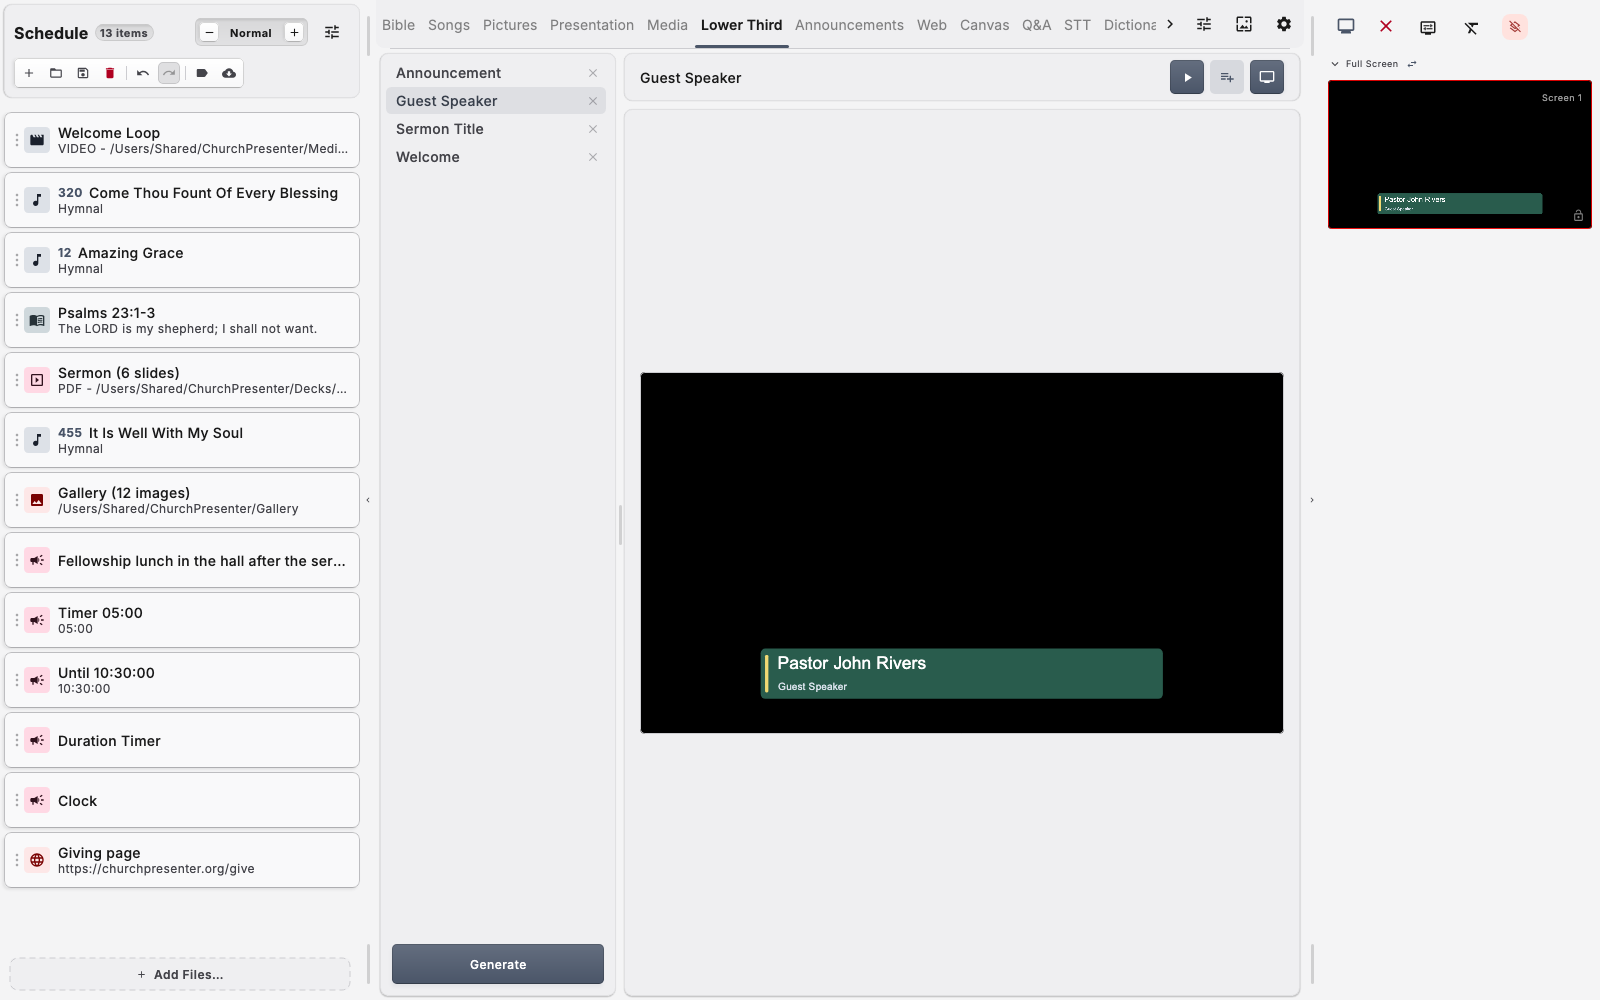 Schedule 13 items
Normal
Welcome Loop
VIDEO - /Users/Shared/ChurchPresenter/Medi...
320 Come Thou Fount Of Every Blessing
Hymnal
12 Amazing Grace
Hymnal
Psalms 23:1-3
The LORD is my shepherd; I shall not want.
Sermon (6 slides)
PDF - /Users/Shared/ChurchPresenter/Decks/...
455 It Is Well With My Soul
Hymnal
Gallery (12 images)
/Users/Shared/ChurchPresenter/Gallery
Fellowship lunch in the hall after the ser...
Timer 05:00
05:00
Until 10:30:00
10:30:00
Duration Timer
Clock
Giving page
https://churchpresenter.org/give
+ Add Files...
Bible Songs Pictures Presentation Media Lower Third Announcements Web Canvas Q&A STT Dictiona
Announcement
Guest Speaker
Sermon Title
Welcome
Generate
Guest Speaker
Pastor John Rivers
Guest Speaker
Full Screen
Screen 1
Pastor John Rivers
Guest Speaker